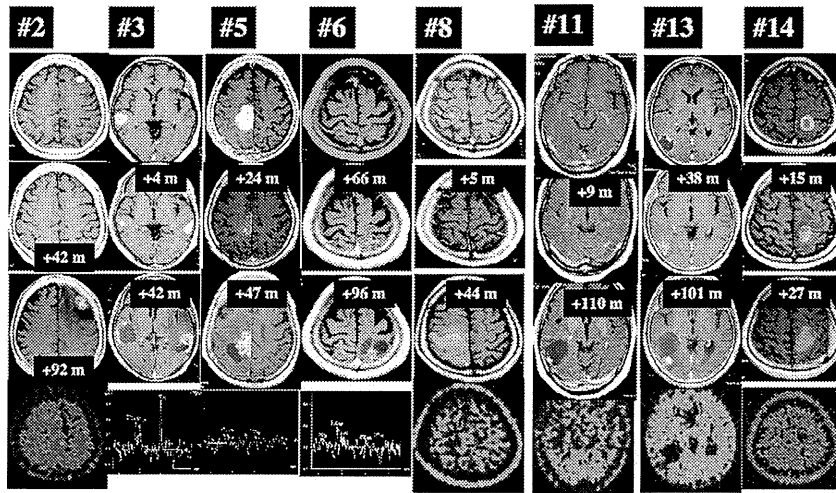 #2 #3 #5 #6 #8 #11 #13 #14
+4 m +24 m +66 m +5 m +9 m +38 m +15 m
+42 m
+42 m +47 m +96 m +44 m +110 m +101 m +27 m
+92 m